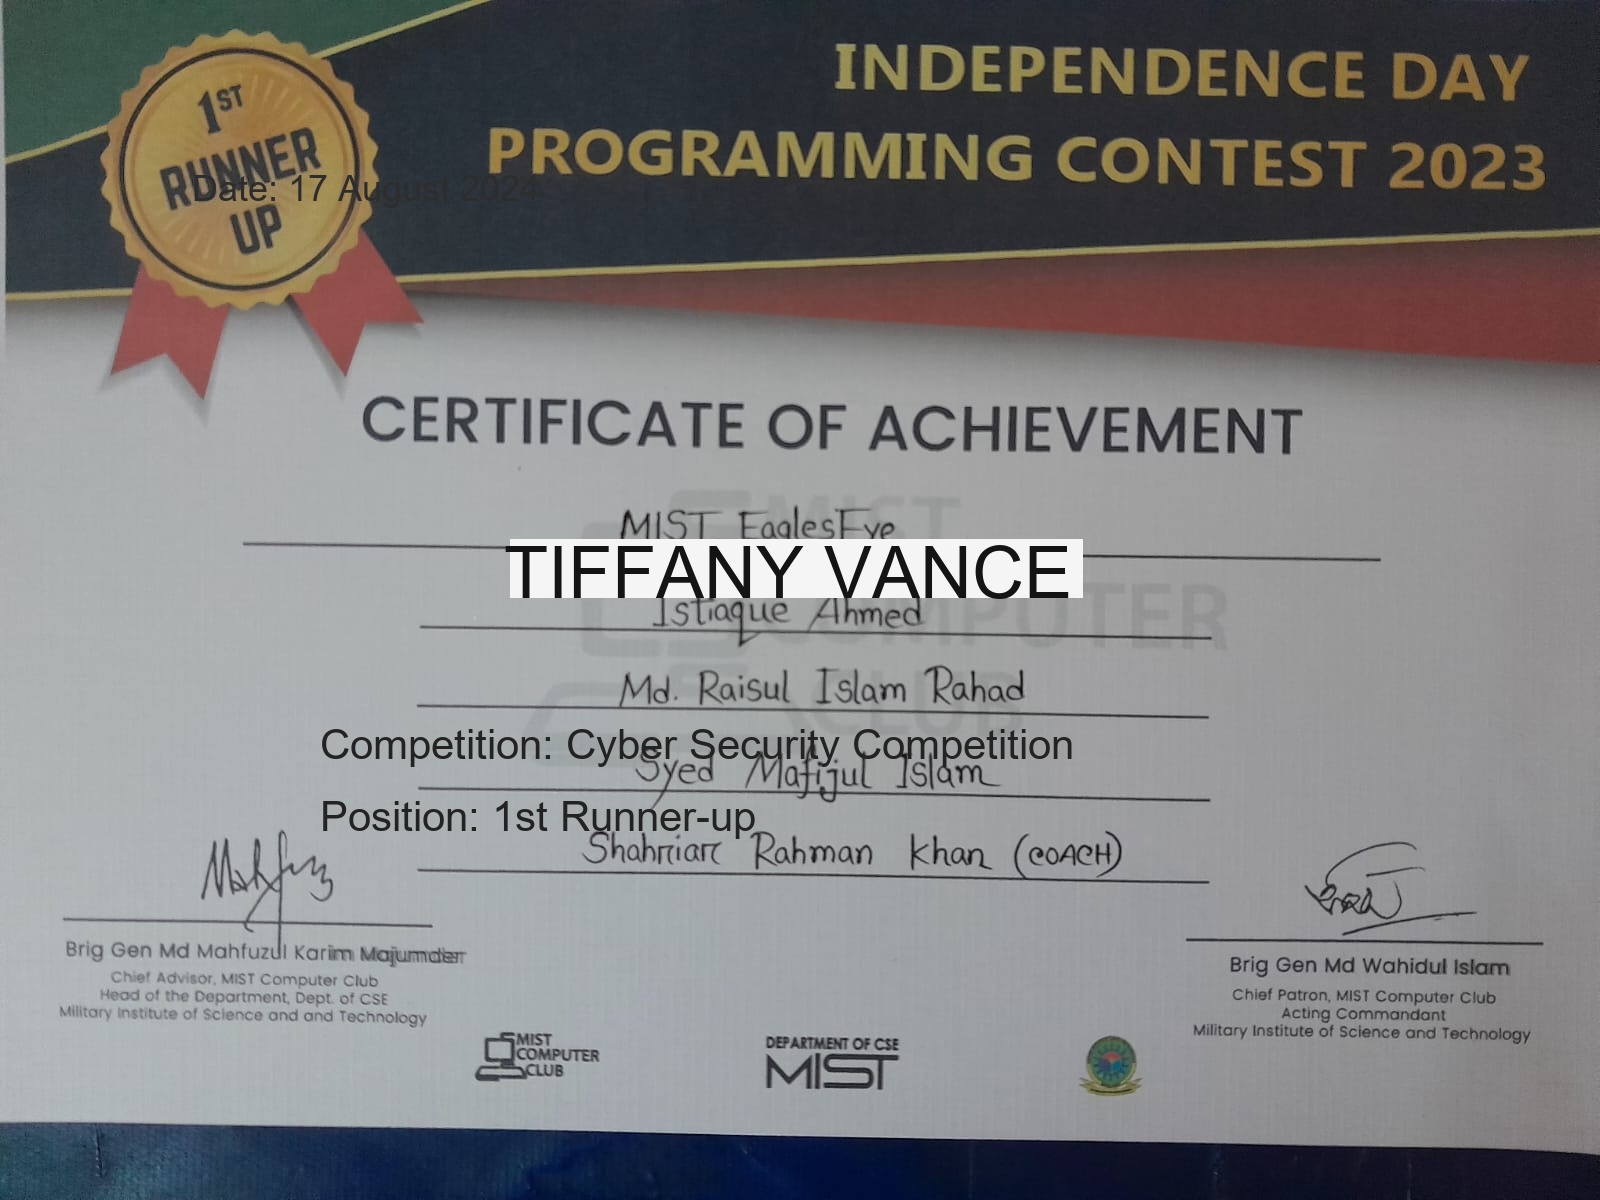 INDEPENDENCE DAY
PROGRAMMING CONTEST 2023
1ST
RUNNER
UP
Date: 17 August 2024
CERTIFICATE OF ACHIEVEMENT
MIST EaglesEye
TIFFANY VANCE
Istiaque Ahmed
Md. Raisul Islam Rahad
Competition: Cyber Security Competition
Syed Mafijul Islam
Position: 1st Runner-up
Shahriar Rahman Khan (COACH)
Brig Gen Md Mahfuzul Karim Majumder
Chief Advisor, MIST Computer Club
Head of the Department, Dept. of CSE
Military Institute of Science and and Technology
Brig Gen Md Wahidul Islam
Chief Patron, MIST Computer Club
Acting Commandant
Military Institute of Science and Technology
MIST
COMPUTER
CLUB
DEPARTMENT OF CSE
MIST
MIST
COMPUTER
CLUB